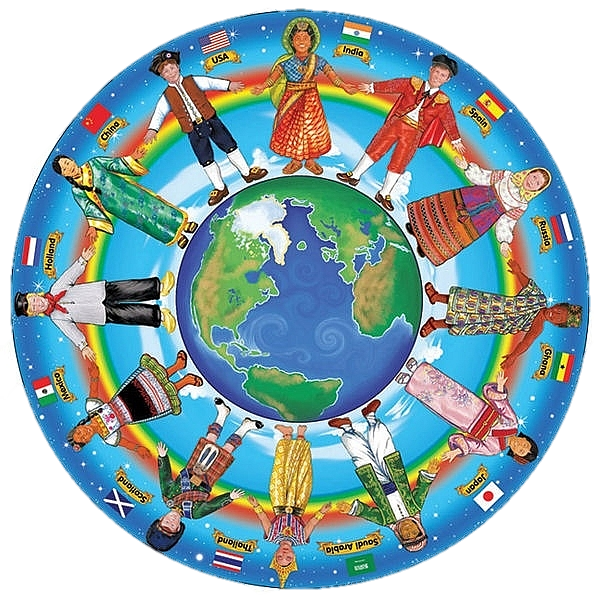 USA
India
Spain
Russia
Ghana
Japan
Saudi Arabia
Thailand
Scotland
Mexico
Holland
China